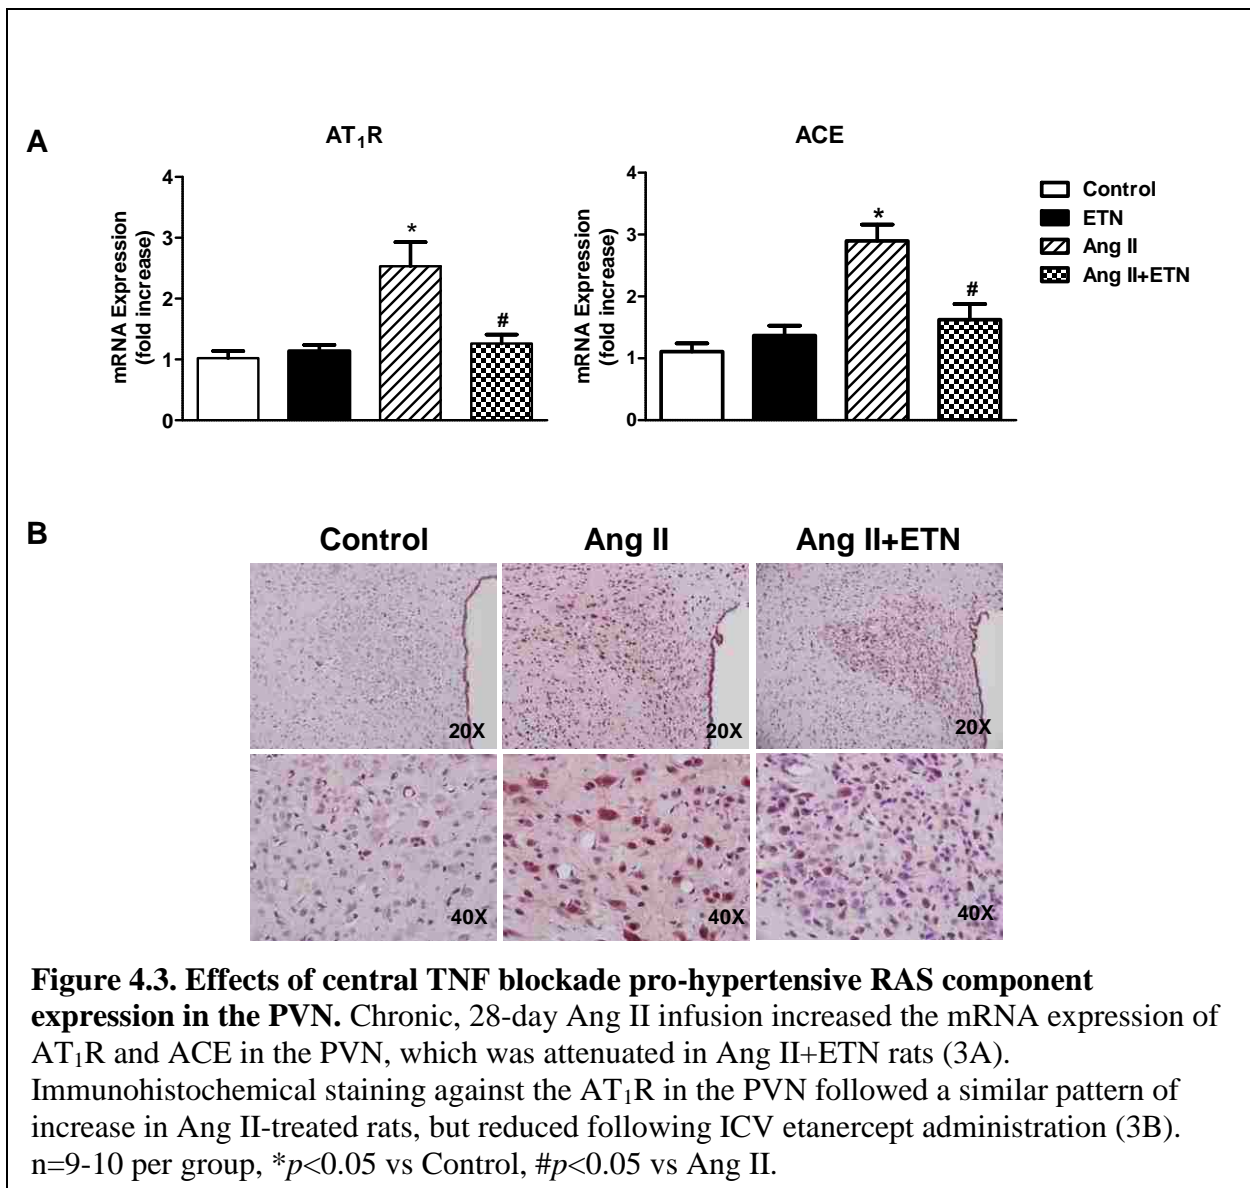 A
AT₁R
ACE
4
3
2
1
0
mRNA Expression
(fold increase)
*
#
4
3
2
1
0
mRNA Expression
(fold increase)
*
#
Control
ETN
Ang II
Ang II+ETN
B
Control
Ang II
Ang II+ETN
20X
20X
20X
40X
40X
40X
Figure 4.3. Effects of central TNF blockade pro-hypertensive RAS component
expression in the PVN. Chronic, 28-day Ang II infusion increased the mRNA expression of
AT₁R and ACE in the PVN, which was attenuated in Ang II+ETN rats (3A).
Immunohistochemical staining against the AT₁R in the PVN followed a similar pattern of
increase in Ang II-treated rats, but reduced following ICV etanercept administration (3B).
n=9-10 per group, *p<0.05 vs Control, #p<0.05 vs Ang II.